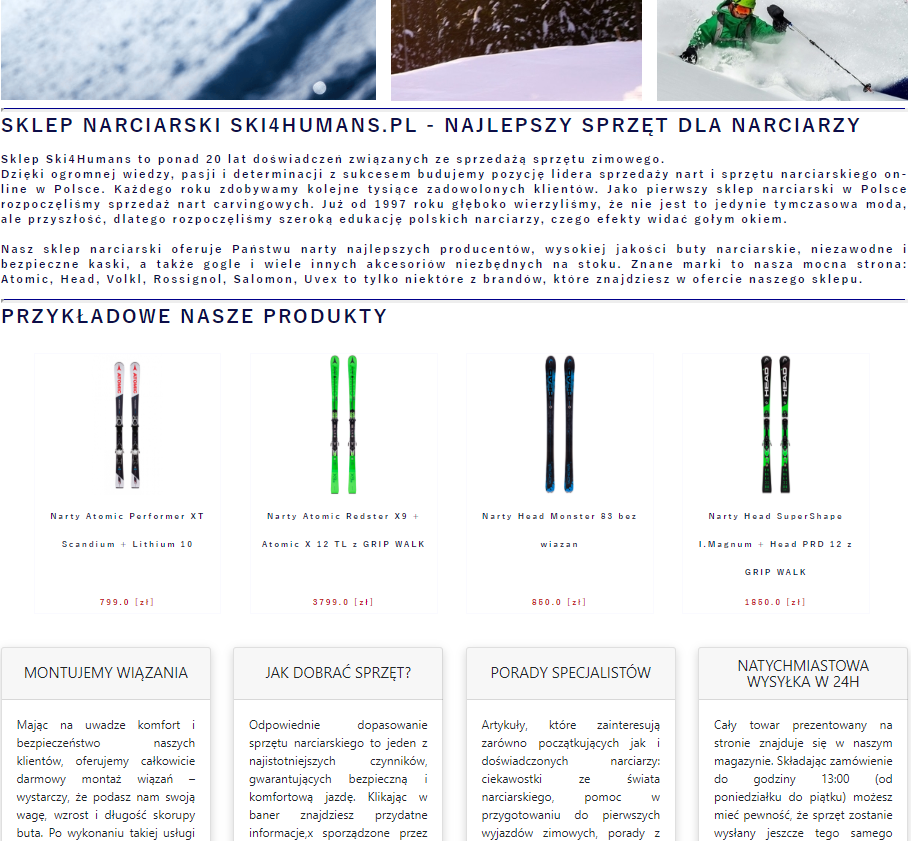 SKLEP NARCIARSKI SKI4HUMANS.PL - NAJLEPSZY SPRZĘT DLA NARCIARZY
Sklep Ski4Humans to ponad 20 lat doświadczeń związanych ze sprzedażą sprzętu zimowego.
Dzięki ogromnej wiedzy, pasji i determinacji z sukcesem budujemy pozycję lidera sprzedaży nart i sprzętu narciarskiego on-
line w Polsce. Każdego roku zdobywamy kolejne tysiące zadowolonych klientów. Jako pierwszy sklep narciarski w Polsce
rozpoczęliśmy sprzedaż nart carvingowych. Już od 1997 roku głęboko wierzyliśmy, że nie jest to jedynie tymczasowa moda,
ale przyszłość, dlatego rozpoczęliśmy szeroką edukację polskich narciarzy, czego efekty widać gołym okiem.
Nasz sklep narciarski oferuje Państwu narty najlepszych producentów, wysokiej jakości buty narciarskie, niezawodne i
bezpieczne kaski, a także gogle i wiele innych akcesoriów niezbędnych na stoku. Znane marki to nasza mocna strona:
Atomic, Head, Volkl, Rossignol, Salomon, Uvex to tylko niektóre z brandów, które znajdziesz w ofercie naszego sklepu.
PRZYKŁADOWE NASZE PRODUKTY
ATOMIC
HEAD
HEAD
Narty Atomic Performer XT
Scandium + Lithium 10
799.0 [zł]
Narty Atomic Redster X9 +
Atomic X 12 TL z GRIP WALK
3799.0 [zł]
Narty Head Monster 83 bez
wiazan
850.0 [zł]
Narty Head SuperShape
I.Magnum + Head PRD 12 z
GRIP WALK
1850.0 [zł]
MONTUJEMY WIĄZANIA
Mając na uwadze komfort i
bezpieczeństwo naszych
klientów, oferujemy całkowicie
darmowy montaż wiązań –
wystarczy, że podasz nam swoją
wagę, wzrost i długość skorupy
buta. Po wykonaniu takiej usługi
JAK DOBRAĆ SPRZĘT?
Odpowiednie dopasowanie
sprzętu narciarskiego to jeden z
najistotniejszych czynników,
gwarantujących bezpieczną i
komfortową jazdę. Klikając w
baner znajdziesz przydatne
informacje,x sporządzone przez
PORADY SPECJALISTÓW
Artykuły, które zainteresują
zarówno początkujących jak i
doświadczonych narciarzy:
ciekawostki ze świata
narciarskiego, pomoc w
przygotowaniu do pierwszych
wyjazdów zimowych, porady z
NATYCHMIASTOWA
WYSYŁKA W 24H
Cały towar prezentowany na
stronie znajduje się w naszym
magazynie. Składając zamówienie
do godziny 13:00 (od
poniedziałku do piątku) możesz
mieć pewność, że sprzęt zostanie
wysłany jeszcze tego samego